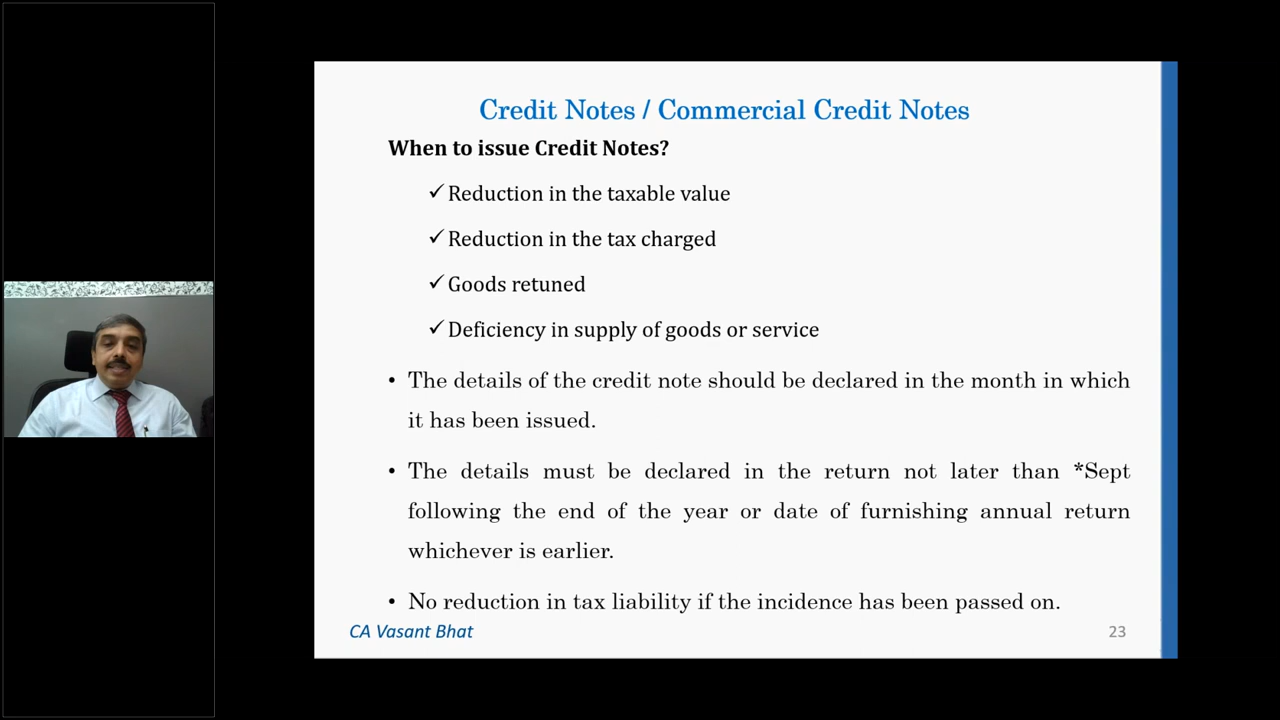 Credit Notes / Commercial Credit Notes
When to issue Credit Notes?
✓ Reduction in the taxable value
✓ Reduction in the tax charged
✓ Goods retuned
✓ Deficiency in supply of goods or service
• The details of the credit note should be declared in the month in which
it has been issued.
• The details must be declared in the return not later than *Sept
following the end of the year or date of furnishing annual return
whichever is earlier.
• No reduction in tax liability if the incidence has been passed on.
CA Vasant Bhat
23